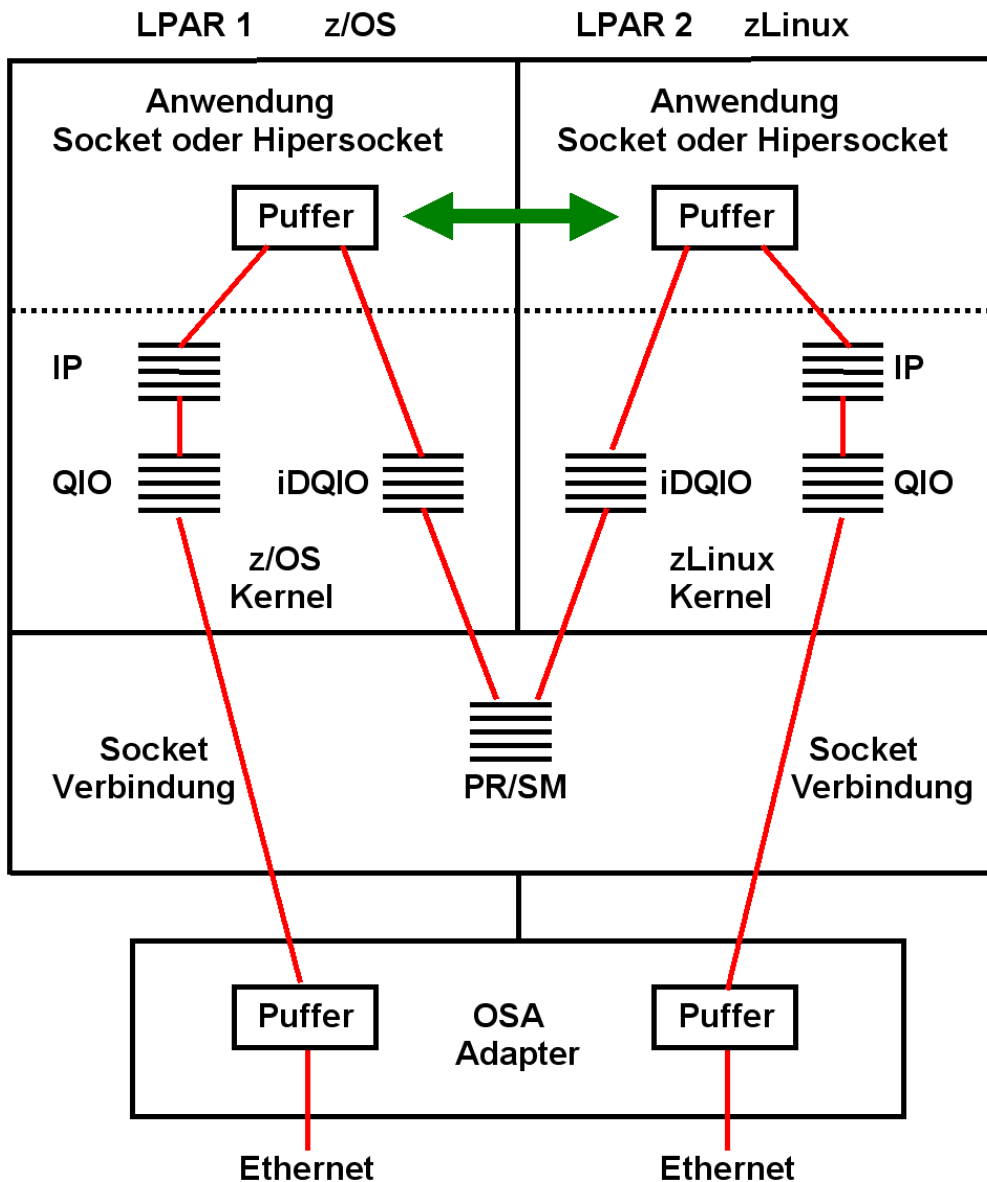 LPAR 1 z/OS LPAR 2 zLinux
Anwendung
Socket oder Hipersocket
Anwendung
Socket oder Hipersocket
Puffer
Puffer
IP
IP
QIO
iDQIO
iDQIO
QIO
z/OS
Kernel
zLinux
Kernel
Socket
Verbindung
PR/SM
Socket
Verbindung
Puffer
OSA
Adapter
Puffer
Ethernet
Ethernet